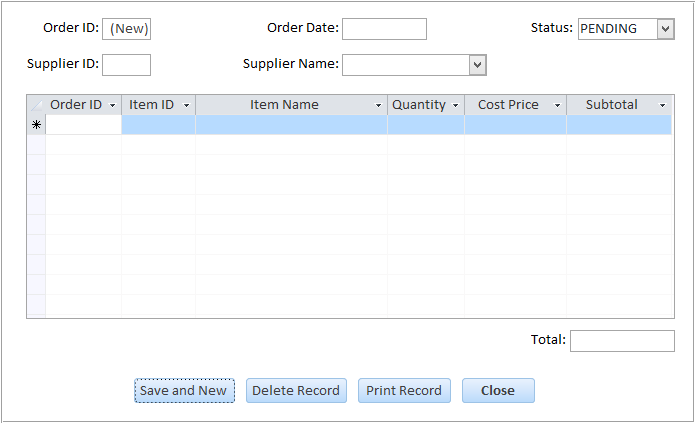 Order ID: (New) Order Date: Status: PENDING
Supplier ID: Supplier Name:
Order ID Item ID Item Name Quantity Cost Price Subtotal
Total:
Save and New Delete Record Print Record Close